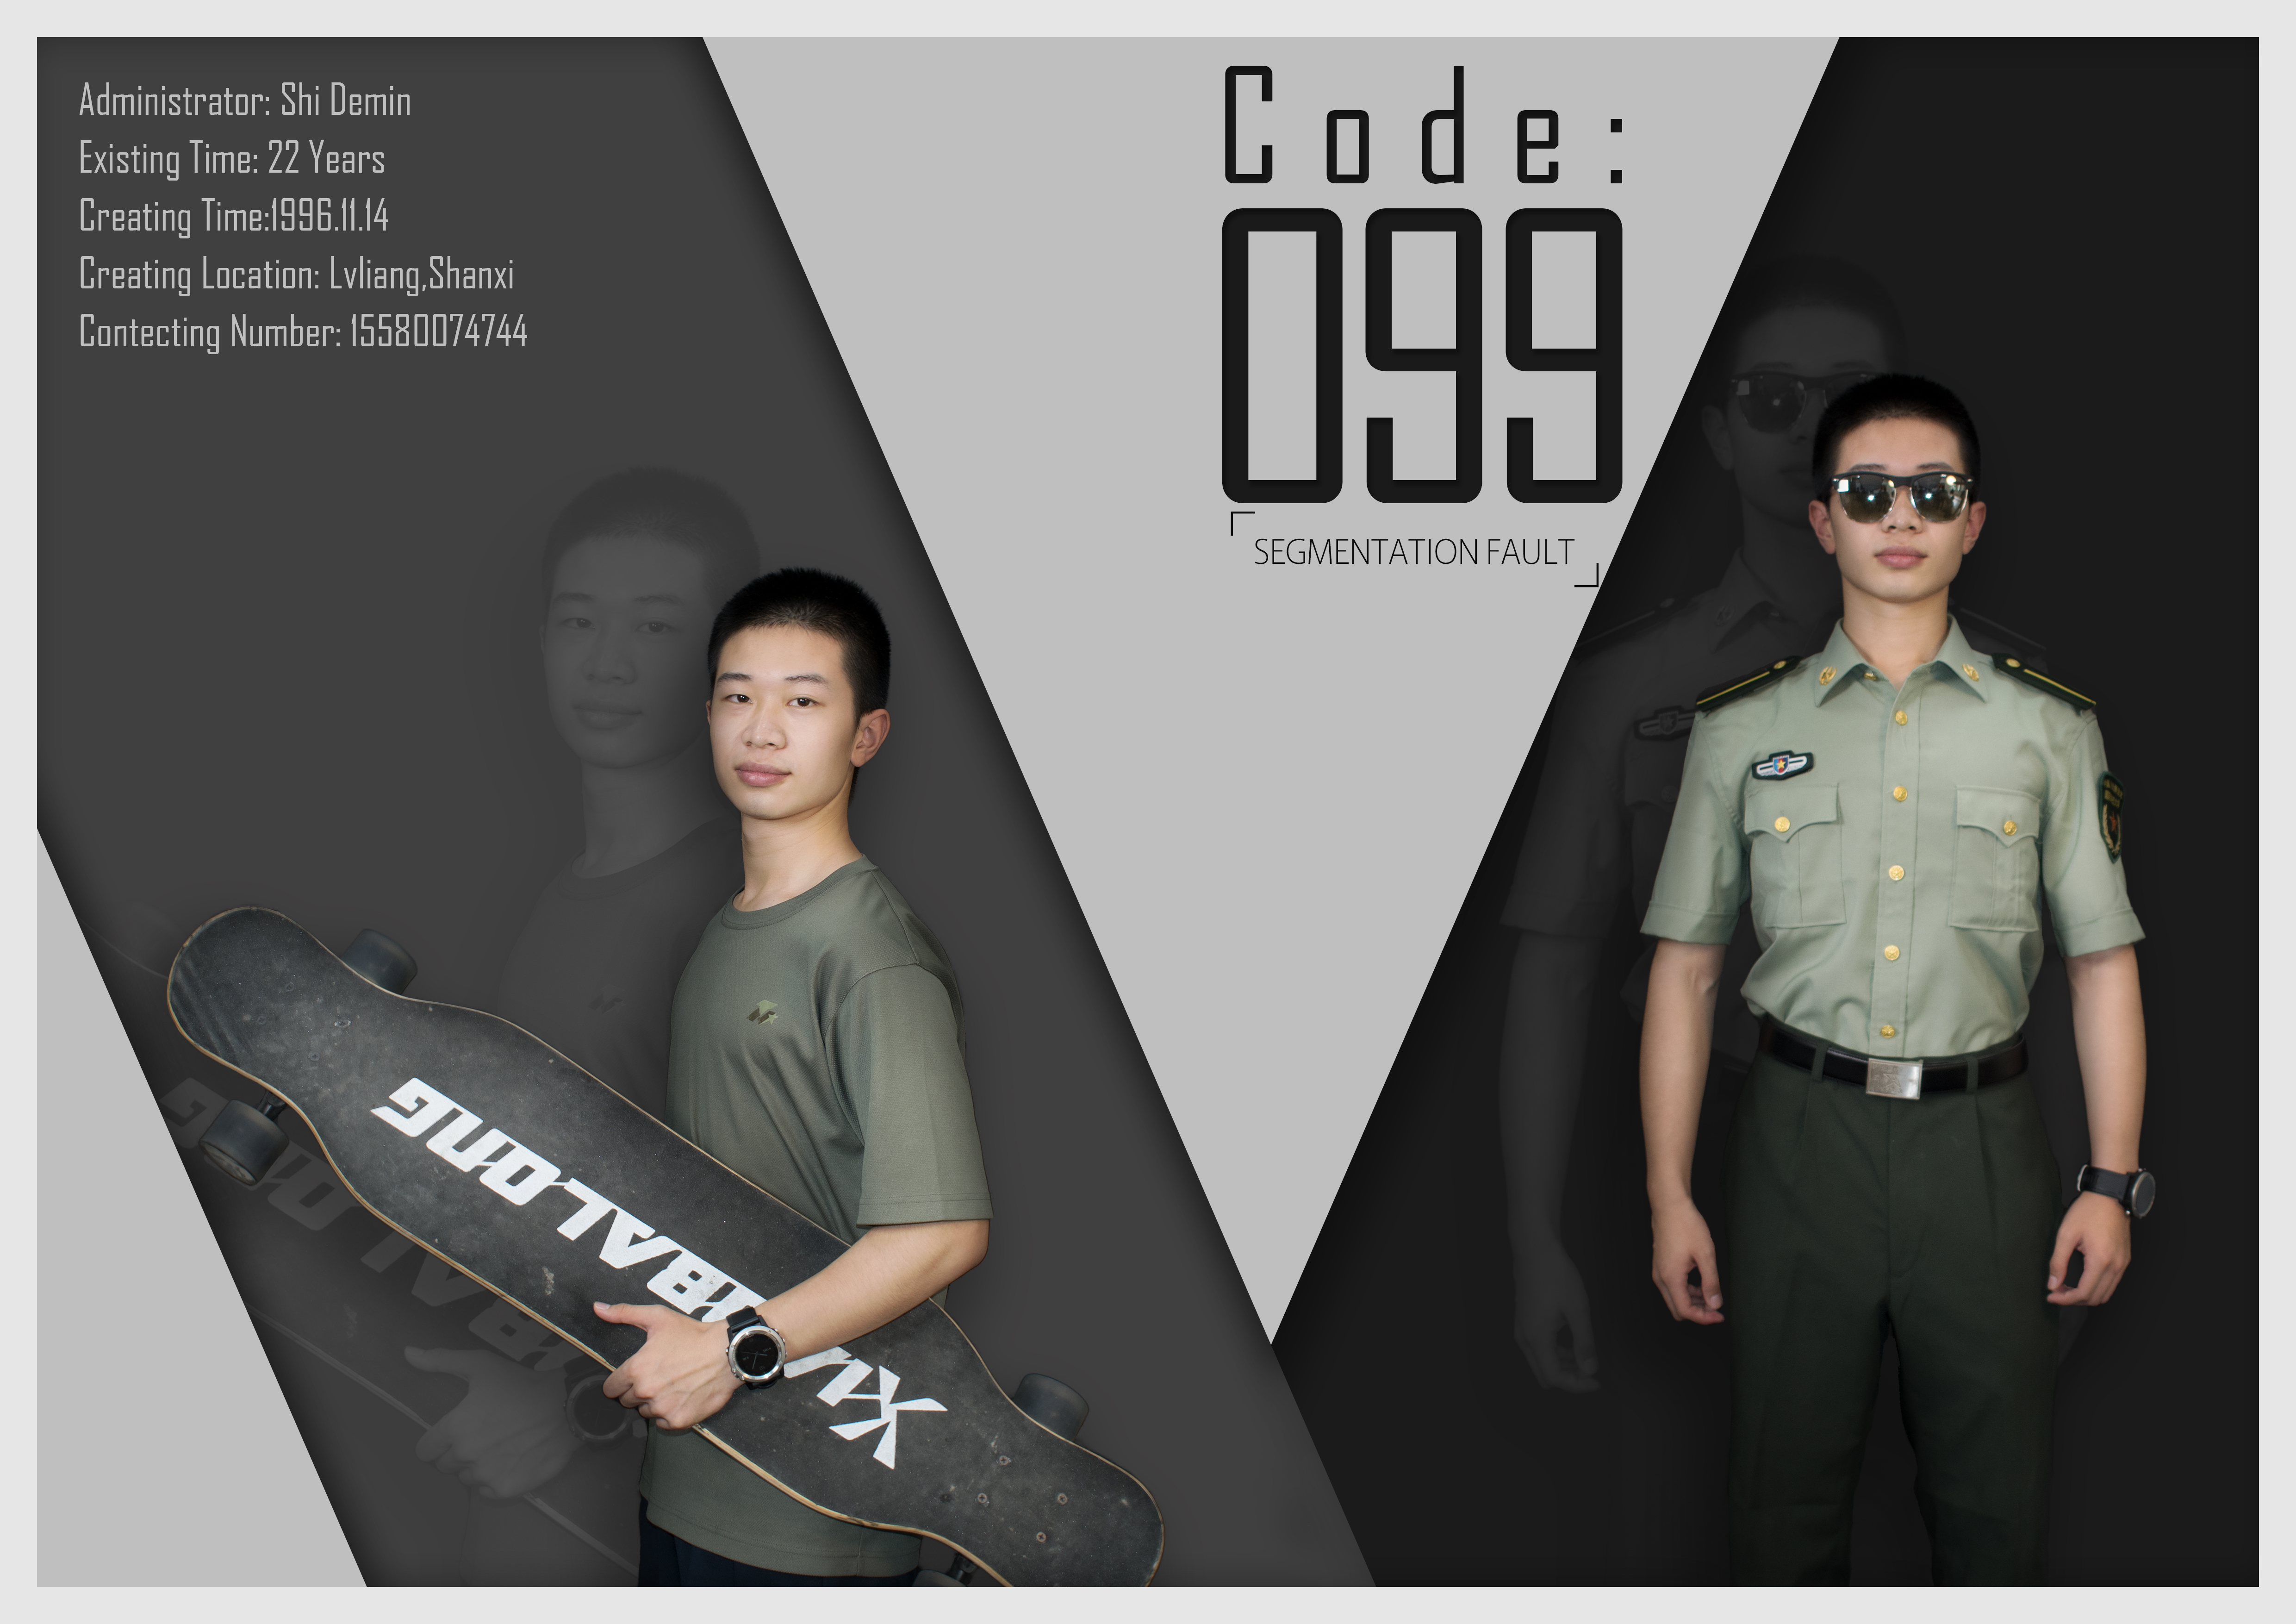 Administrator: Shi Demin
Existing Time: 22 Years
Creating Time:1996.11.14
Creating Location: Lvliang,Shanxi
Contecting Number: 15580074744
Code:
099
SEGMENTATION FAULT